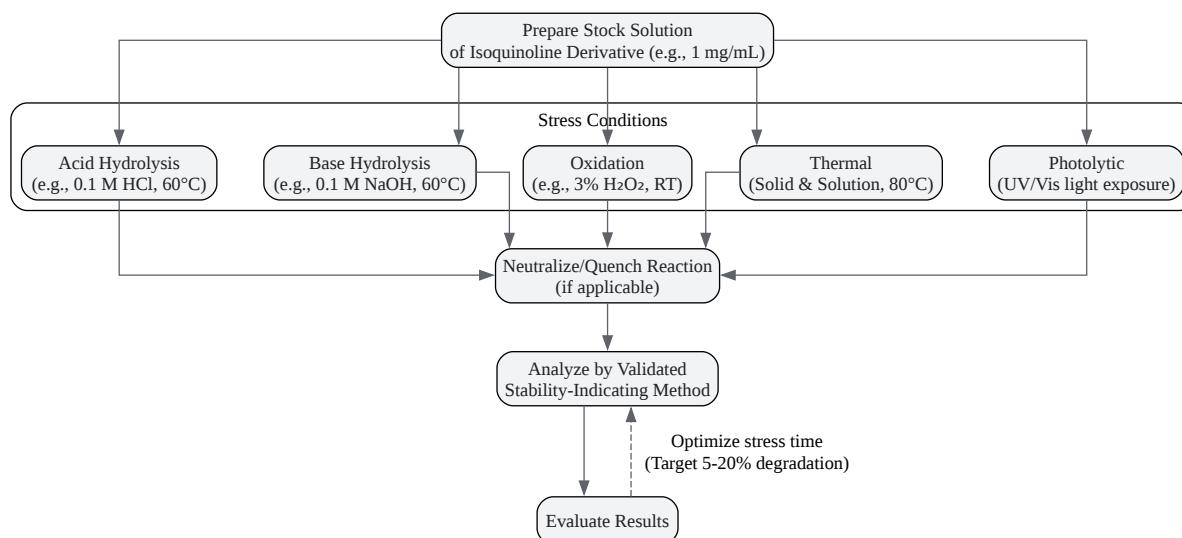 Prepare Stock Solution
of Isoquinoline Derivative (e.g., 1 mg/mL)
Stress Conditions
Acid Hydrolysis
(e.g., 0.1 M HCl, 60°C)
Base Hydrolysis
(e.g., 0.1 M NaOH, 60°C)
Oxidation
(e.g., 3% H₂O₂, RT)
Thermal
(Solid & Solution, 80°C)
Photolytic
(UV/Vis light exposure)
Neutralize/Quench Reaction
(if applicable)
Analyze by Validated
Stability-Indicating Method
Optimize stress time
(Target 5-20% degradation)
Evaluate Results